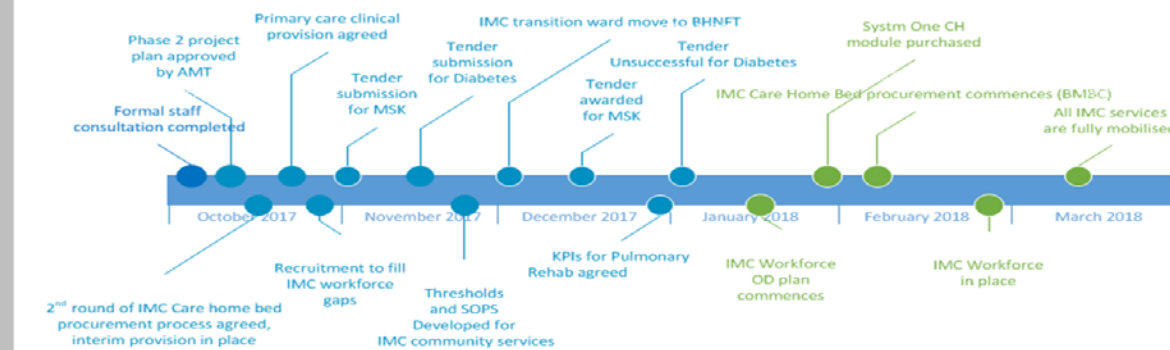 Primary care clinical
provision agreed
IMC transition ward move to BHNFT
Systm One CH
module purchased
Phase 2 project
plan approved
by AMT
Tender
submission
for Diabetes
Tender
Unsuccessful for Diabetes
Tender
submission
for MSK
Tender
awarded
for MSK
IMC Care Home Bed procurement commences (BMBC)
Formal staff
consultation completed
All IMC services
are fully mobilised
October 2017
November 2017
December 2017
January 2018
February 2018
March 2018
KPIs for Pulmonary
Rehab agreed
IMC Workforce
OD plan
commences
IMC Workforce
in place
Recruitment to fill
IMC workforce
gaps
Thresholds
and SOPS
Developed for
IMC community services
2nd round of IMC Care home bed
procurement process agreed,
interim provision in place